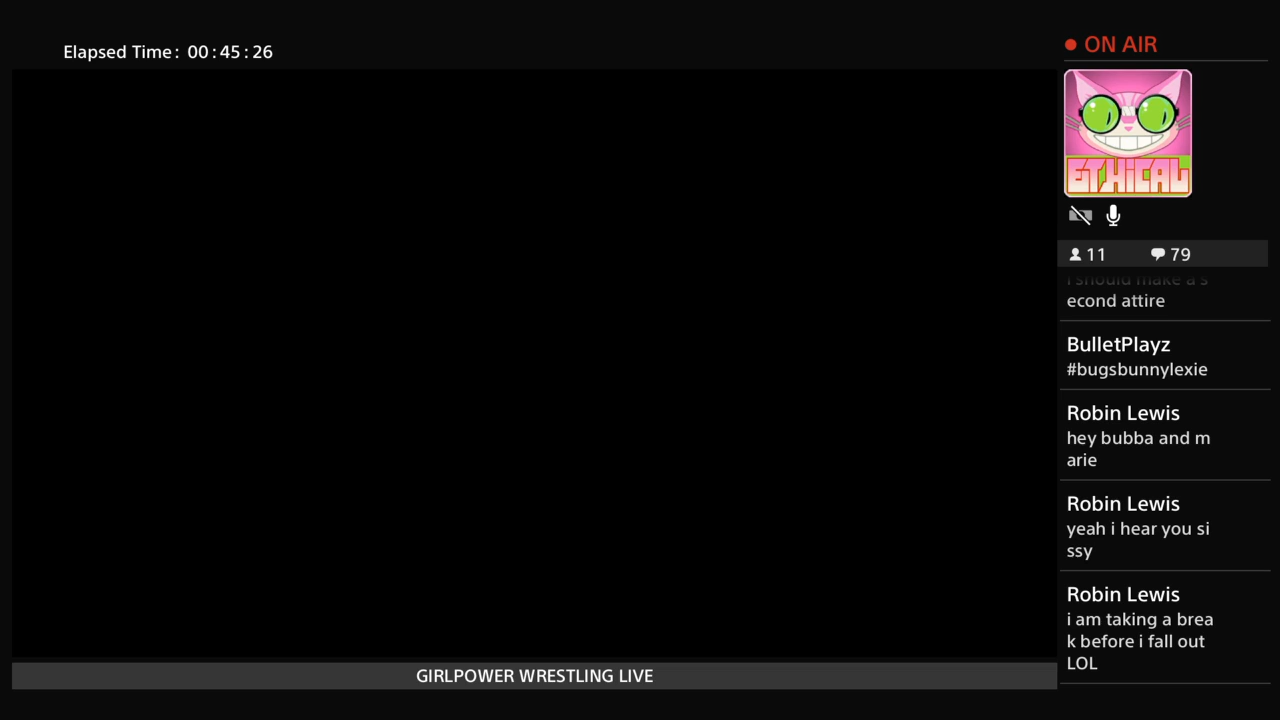 Elapsed Time: 00:45:26
ON AIR
ETHICAL
11 79
i should make a s
econd attire
BulletPlayz
#bugsbunnylexie
Robin Lewis
hey bubba and m
arie
Robin Lewis
yeah i hear you si
ssy
Robin Lewis
i am taking a brea
k before i fall out
LOL
GIRLPOWER WRESTLING LIVE